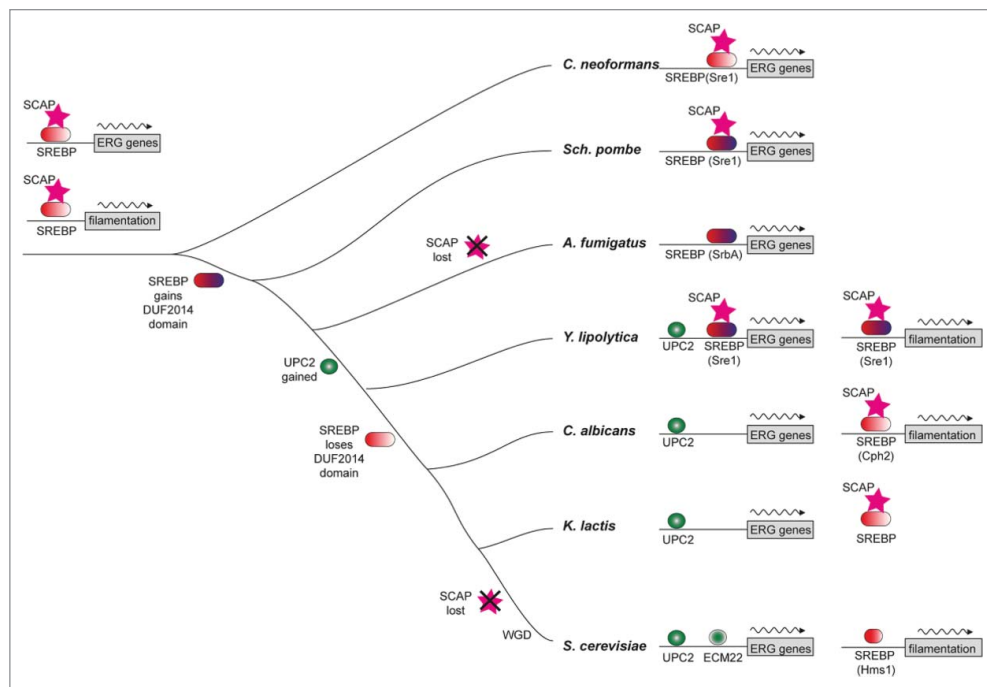 SCAP
SREBP
ERG genes
SCAP
SREBP
filamentation
SREBP
gains
DUF2014
domain
SCAP
lost
UPC2
gained
SREBP
loses
DUF2014
domain
SCAP
lost
WGD
C. neoformans
SCAP
SREBP(Sre1)
ERG genes
Sch. pombe
SCAP
SREBP (Sre1)
ERG genes
A. fumigatus
SREBP (SrbA)
ERG genes
Y. lipolytica
UPC2
SCAP
SREBP
(Sre1)
ERG genes
SCAP
SREBP
(Sre1)
filamentation
C. albicans
UPC2
ERG genes
SCAP
SREBP
(Cph2)
filamentation
K. lactis
UPC2
ERG genes
SCAP
SREBP
S. cerevisiae
UPC2
ECM22
ERG genes
SREBP
(Hms1)
filamentation